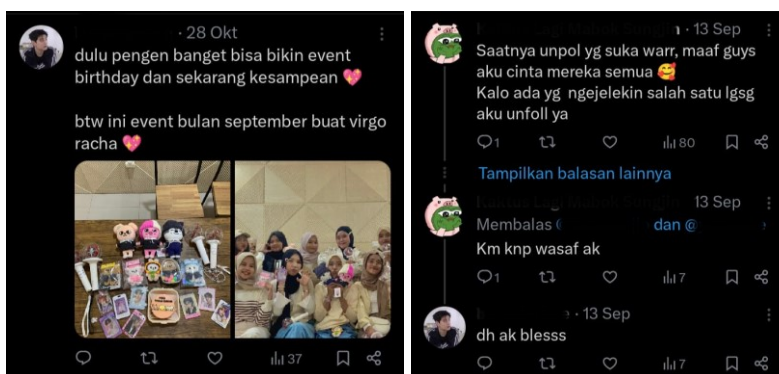 · 28 Okt
dulu pengen banget bisa bikin event
birthday dan sekarang kesampean 💖
btw ini event bulan september buat virgo
racha 💖
37
· 13 Sep
Saatnya unpol yg suka warr, maaf guys
aku cinta mereka semua 🥰
Kalo ada yg ngejelekin salah satu lgsg
aku unfoll ya
1 80
Tampilkan balasan lainnya
13 Sep
Membalas dan @
Km knp wasaf ak
1 7
· 13 Sep
dh ak blesss
7